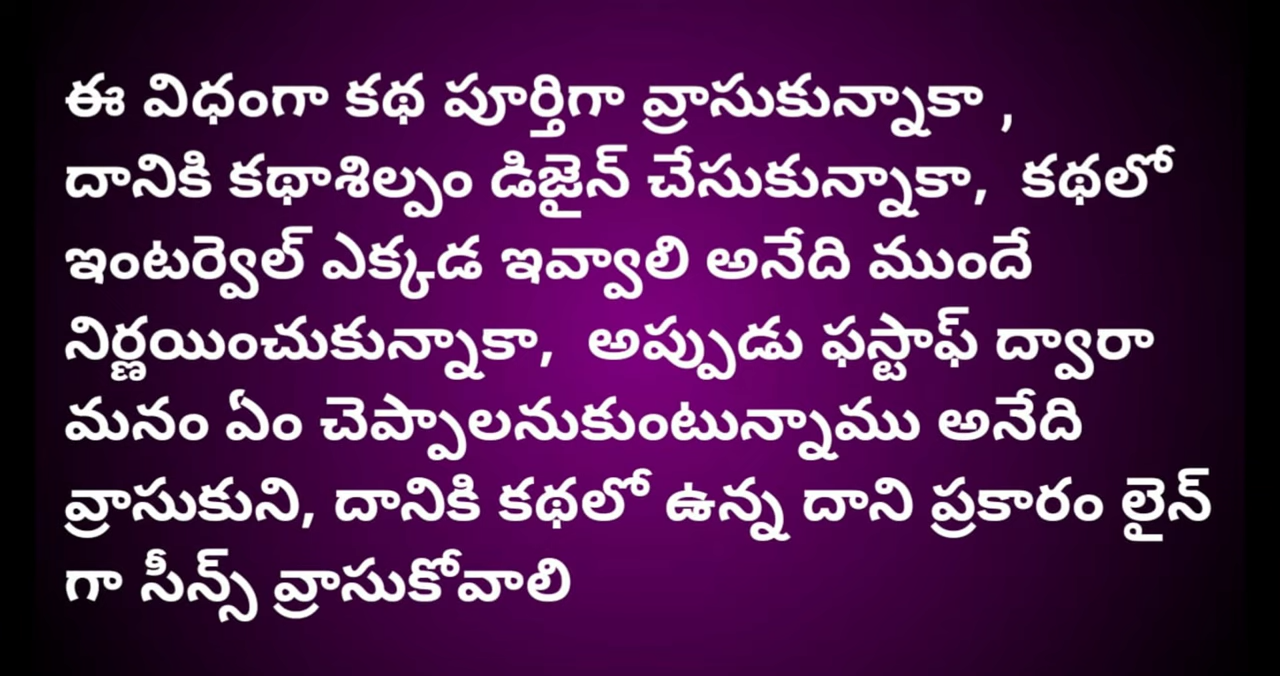 ఈ విధంగా కథ పూర్తిగా వ్రాసుకున్నాకా ,
దానికి కథాశిల్పం డిజైన్ చేసుకున్నాకా, కథలో
ఇంటర్వెల్ ఎక్కడ ఇవ్వాలి అనేది ముందే
నిర్ణయించుకున్నాకా, అప్పుడు ఫస్టాఫ్ ద్వారా
మనం ఏం చెప్పాలనుకుంటున్నాము అనేది
వ్రాసుకుని, దానికి కథలో ఉన్న దాని ప్రకారం లైన్
గా సీన్స్ వ్రాసుకోవాలి